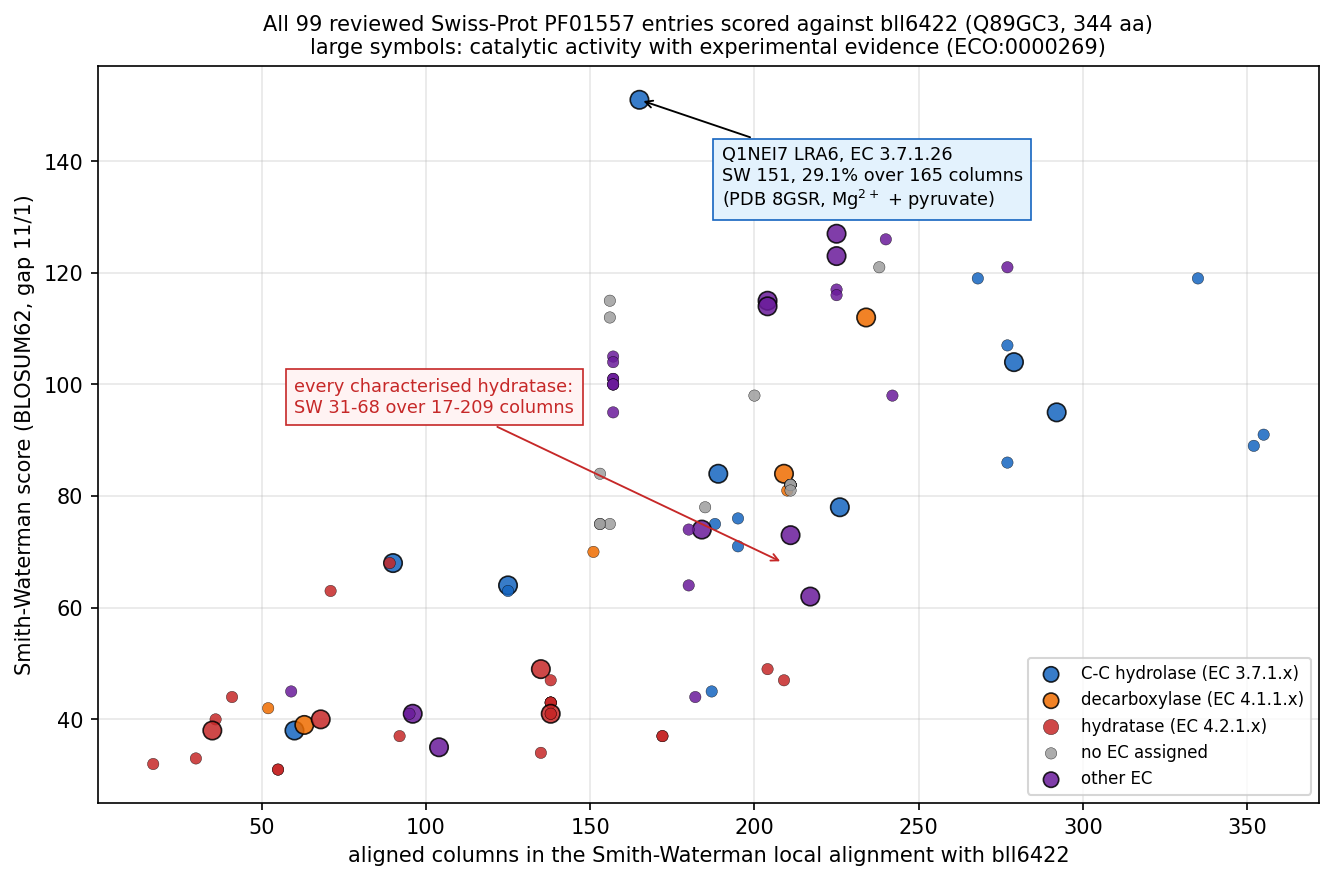 All 99 reviewed Swiss-Prot PF01557 entries scored against bll6422 (Q89GC3, 344 aa)
large symbols: catalytic activity with experimental evidence (ECO:0000269)
Smith-Waterman score (BLOSUM62, gap 11/1)
140
120
100
80
60
40
Q1NEI7 LRA6, EC 3.7.1.26
SW 151, 29.1% over 165 columns
(PDB 8GSR, Mg²⁺ + pyruvate)
every characterised hydratase:
SW 31-68 over 17-209 columns
C-C hydrolase (EC 3.7.1.x)
decarboxylase (EC 4.1.1.x)
hydratase (EC 4.2.1.x)
no EC assigned
other EC
50 100 150 200 250 300 350
aligned columns in the Smith-Waterman local alignment with bll6422